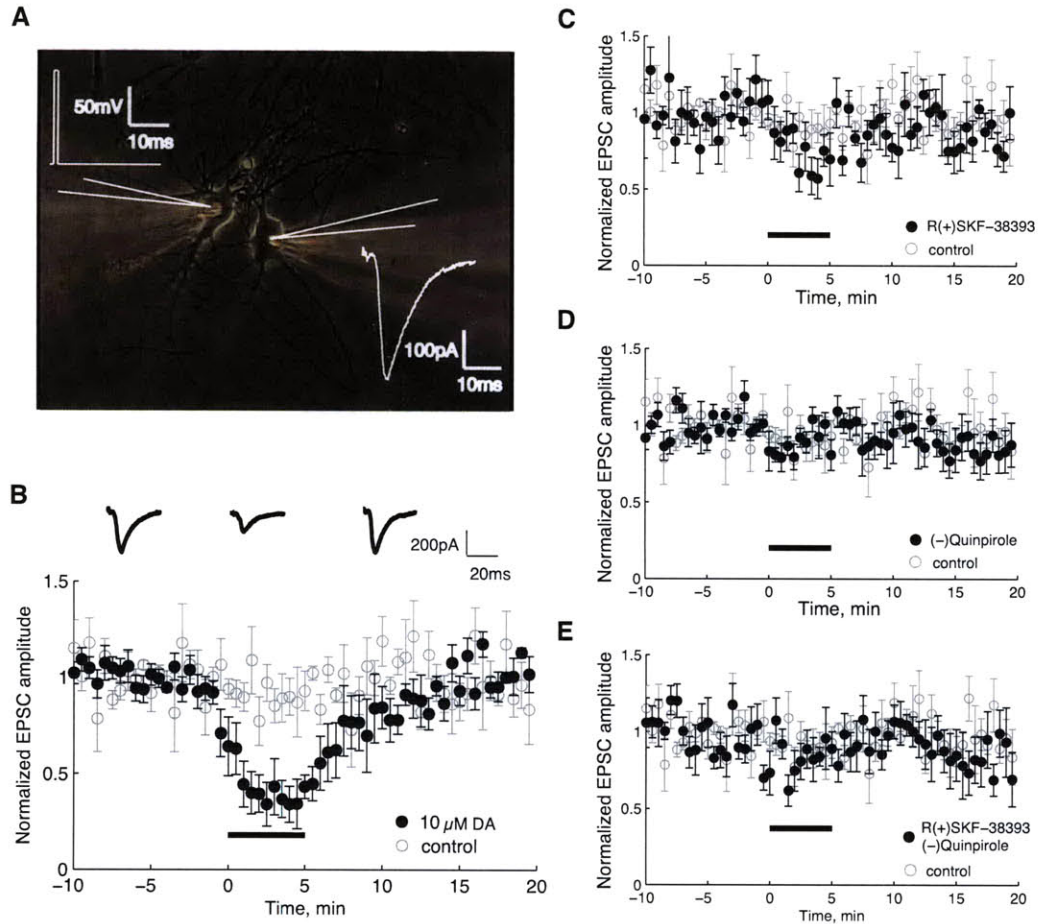 A
50mV
10ms
100pA
10ms
B
200pA
20ms
Normalized EPSC amplitude
1.5
1
0.5
0
10 µM DA
control
−10 −5 0 5 10 15 20
Time, min
C
Normalized EPSC amplitude
1.5
1
0.5
0
R(+)SKF−38393
control
−10 −5 0 5 10 15 20
Time, min
D
Normalized EPSC amplitude
1.5
1
0.5
0
(−)Quinpirole
control
−10 −5 0 5 10 15 20
Time, min
E
Normalized EPSC amplitude
1.5
1
0.5
0
R(+)SKF−38393
(−)Quinpirole
control
−10 −5 0 5 10 15 20
Time, min